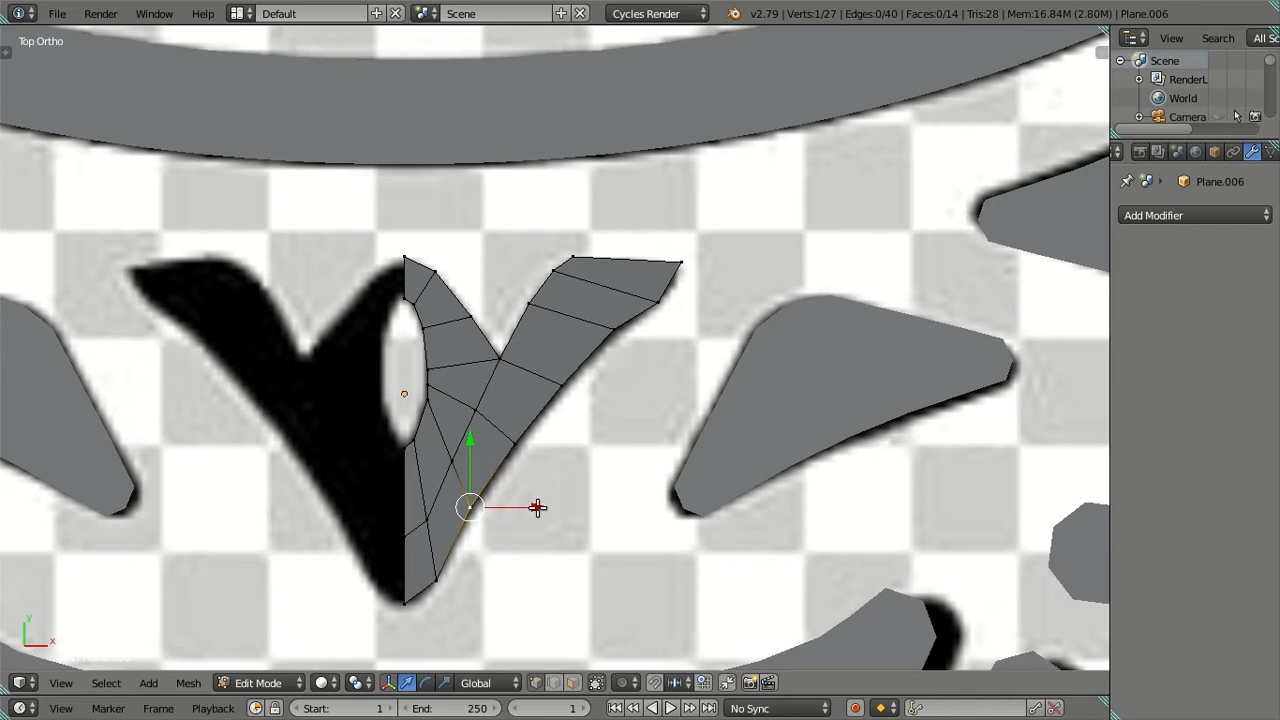 File Render Window Help Default Scene Cycles Render v2.79 | Verts:1/27 | Edges:0/40 | Faces:0/14 | Tris:28 | Mem:16.84M (2.80M) | Plane.006
Top Ortho
View Search All Sc
Scene
RenderL
World
Camera
Plane.006
Add Modifier
y
x
View Select Add Mesh Edit Mode Global
View Marker Frame Playback Start: 1 End: 250 1 No Sync